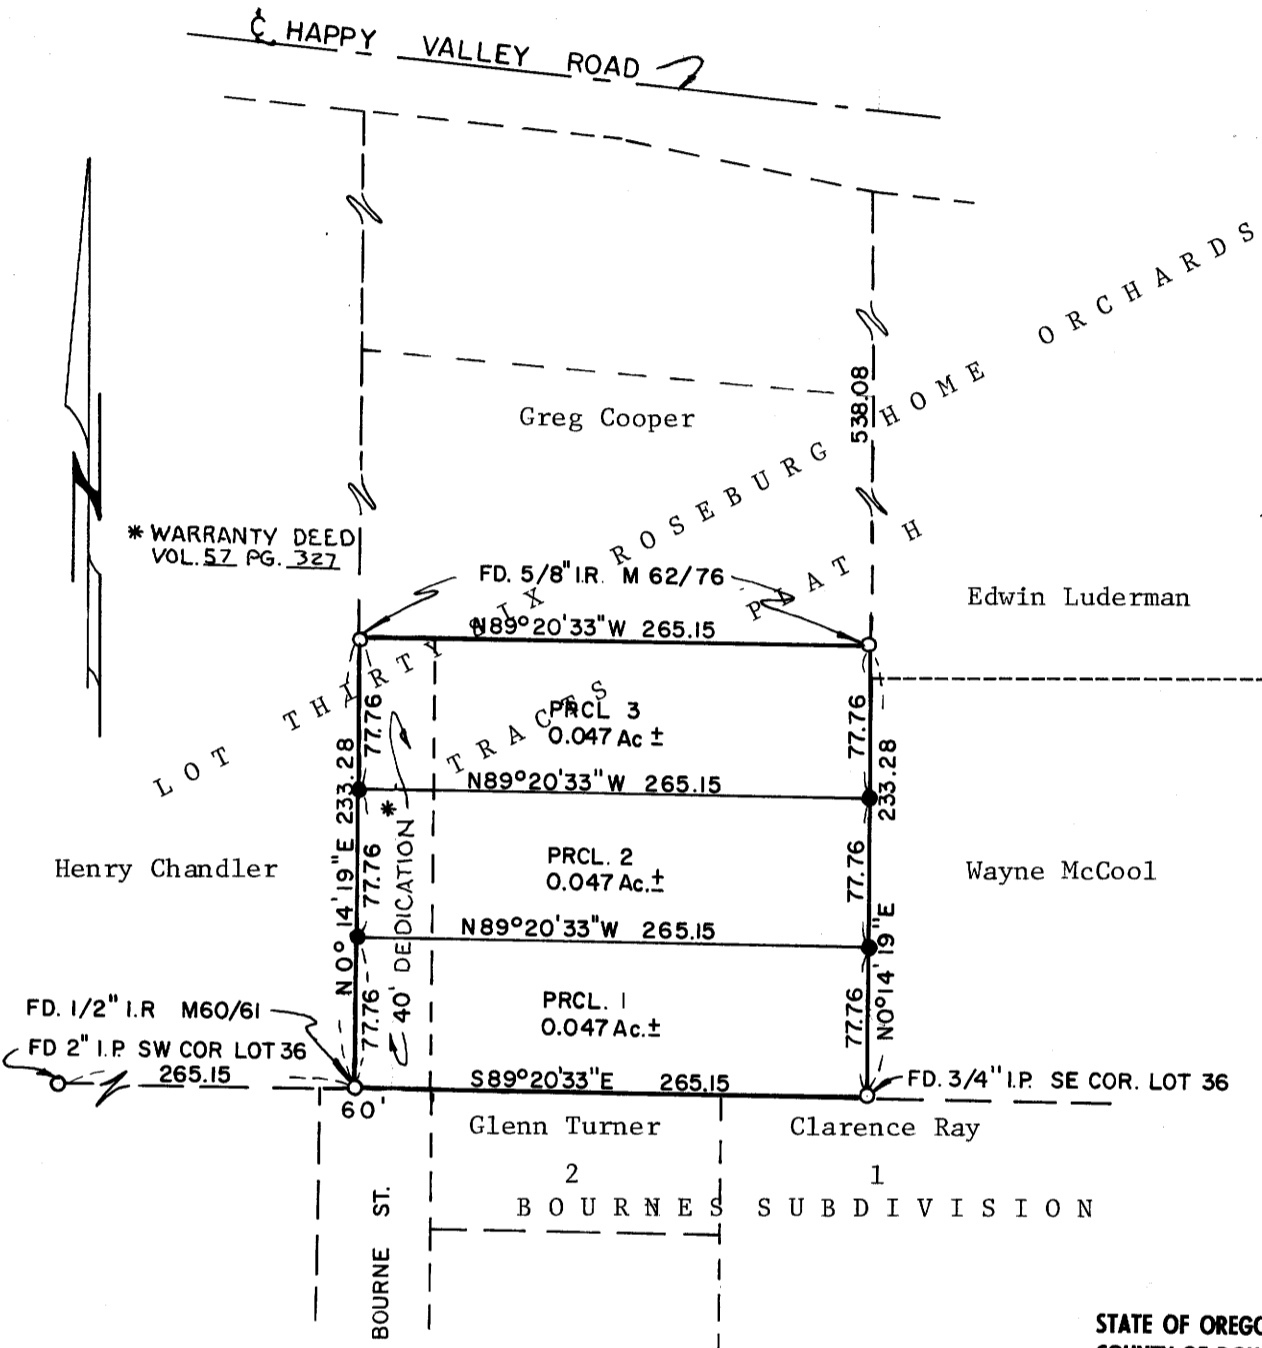 ℄ HAPPY VALLEY ROAD
538.08
Greg Cooper
* WARRANTY DEED
VOL. 57 PG. 327
FD. 5/8" I.R. M 62/76
Edwin Luderman
LOT THIRTY SIX ROSEBURG HOME ORCHARDS
TRACTS PLAT H
N89°20'33"W 265.15
77.76
PRCL 3
0.047 Ac ±
77.76
233.28
233.28
N89°20'33"W 265.15
Henry Chandler
N0°14'19"E
77.76
40' DEDICATION *
PRCL. 2
0.047 Ac.±
77.76
Wayne McCool
N89°20'33"W 265.15
N0°14'19"E
FD. 1/2" I.R M60/61
77.76
PRCL. 1
0.047 Ac.±
77.76
FD 2" I.P. SW COR LOT 36
265.15
S89°20'33"E 265.15
FD. 3/4" I.P. SE COR. LOT 36
60'
Glenn Turner
Clarence Ray
2
1
BOURNES SUBDIVISION
BOURNE ST.
STATE OF OREGO